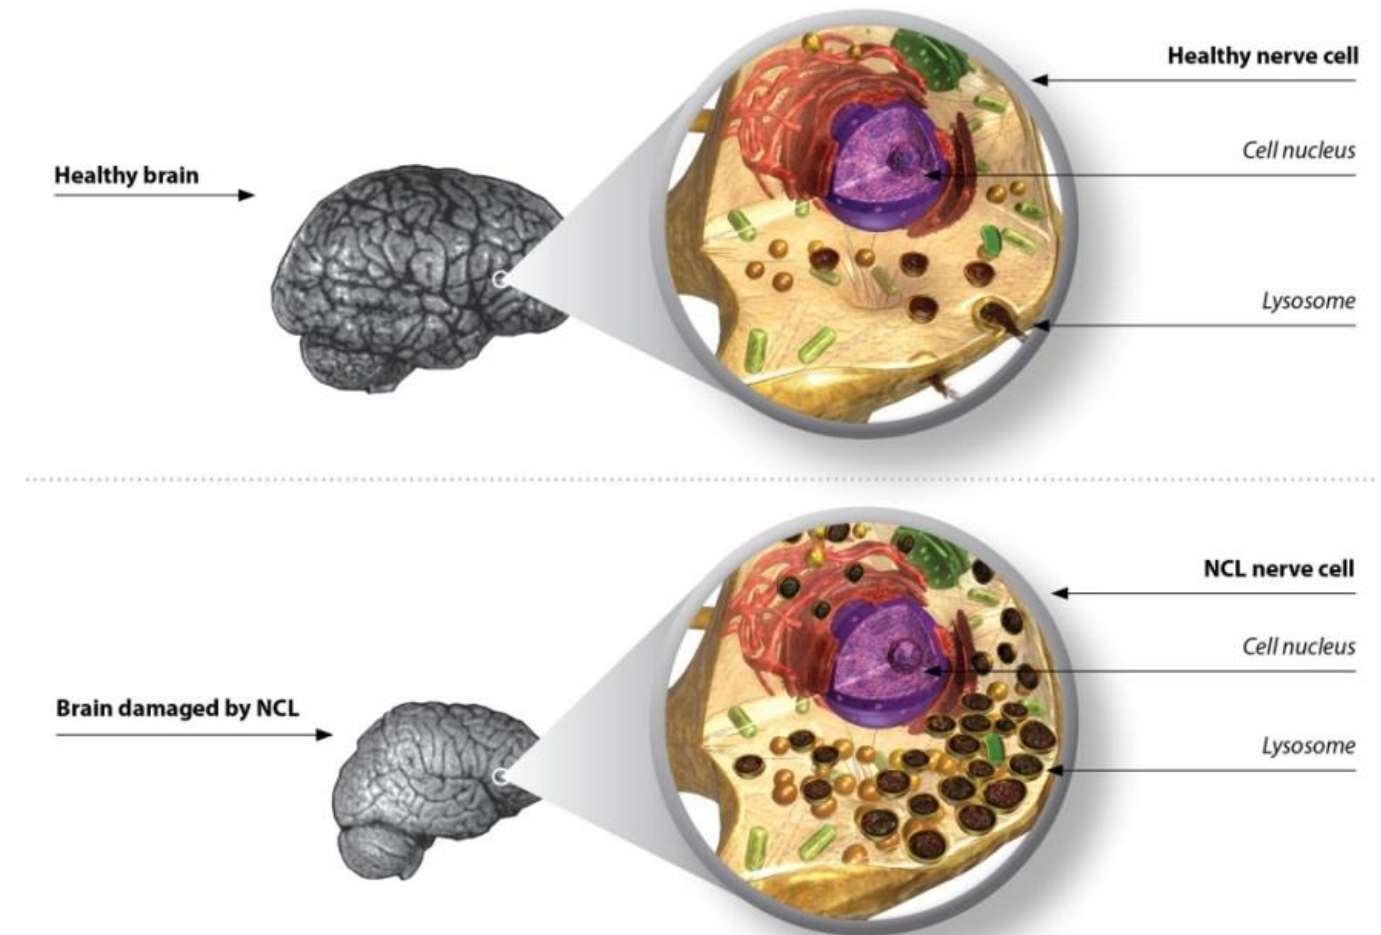 Healthy nerve cell
Cell nucleus
Healthy brain
Lysosome
NCL nerve cell
Cell nucleus
Brain damaged by NCL
Lysosome